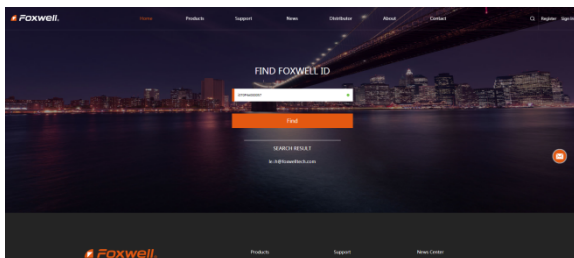 FOXWELL
Home Products Support News Distributor About Contact Register Sign In
FIND FOXWELL ID
Find
SEARCH RESULT
Products Support News Center
FOXWELL